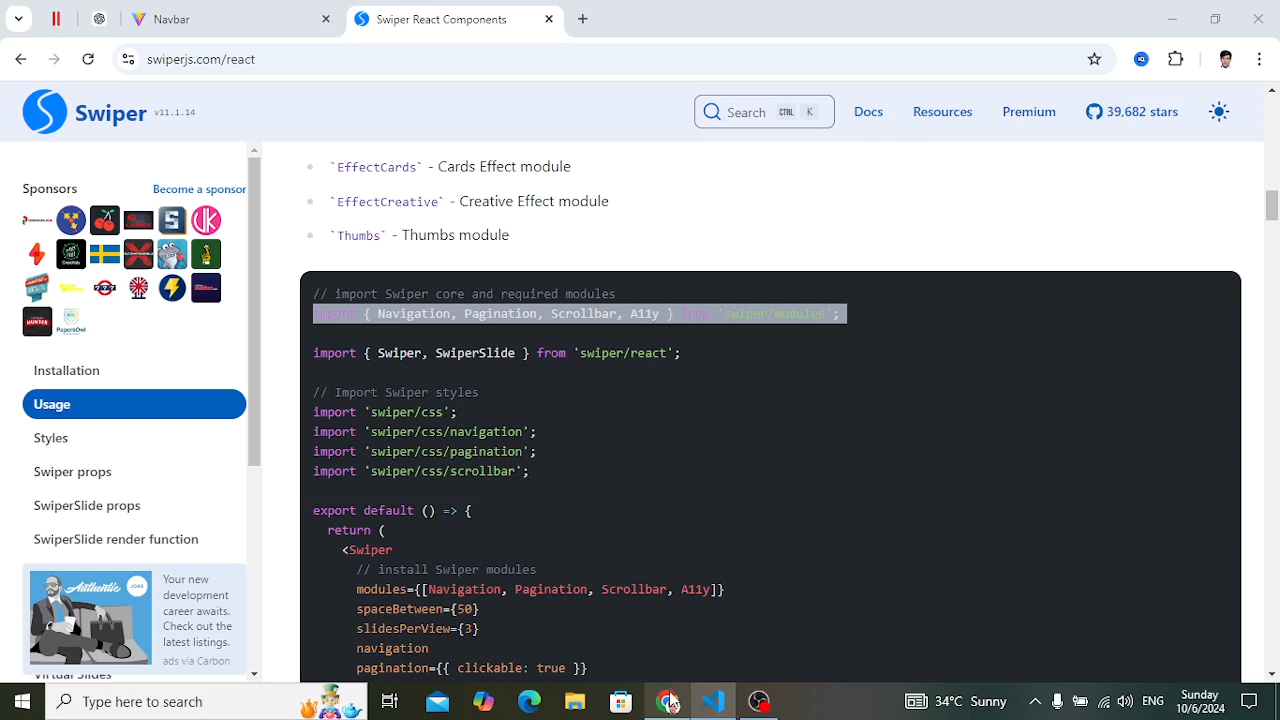 Navbar
Swiper React Components
swiperjs.com/react
Swiper v11.1.14
Search CTRL K
Docs
Resources
Premium
39,682 stars
Sponsors
Become a sponsor
Installation
Usage
Styles
Swiper props
SwiperSlide props
SwiperSlide render function
Authentic JOBS
Your new
development
career awaits.
Check out the
latest listings.
ads via Carbon
Virtual Slides
`EffectCards` - Cards Effect module
`EffectCreative` - Creative Effect module
`Thumbs` - Thumbs module
// import Swiper core and required modules
import { Navigation, Pagination, Scrollbar, A11y } from 'swiper/modules';
import { Swiper, SwiperSlide } from 'swiper/react';
// Import Swiper styles
import 'swiper/css';
import 'swiper/css/navigation';
import 'swiper/css/pagination';
import 'swiper/css/scrollbar';
export default () => {
return (
<Swiper
// install Swiper modules
modules={[Navigation, Pagination, Scrollbar, A11y]}
spaceBetween={50}
slidesPerView={3}
navigation
pagination={{ clickable: true }}
Type here to search
34°C Sunny
ENG
Sunday
10/6/2024